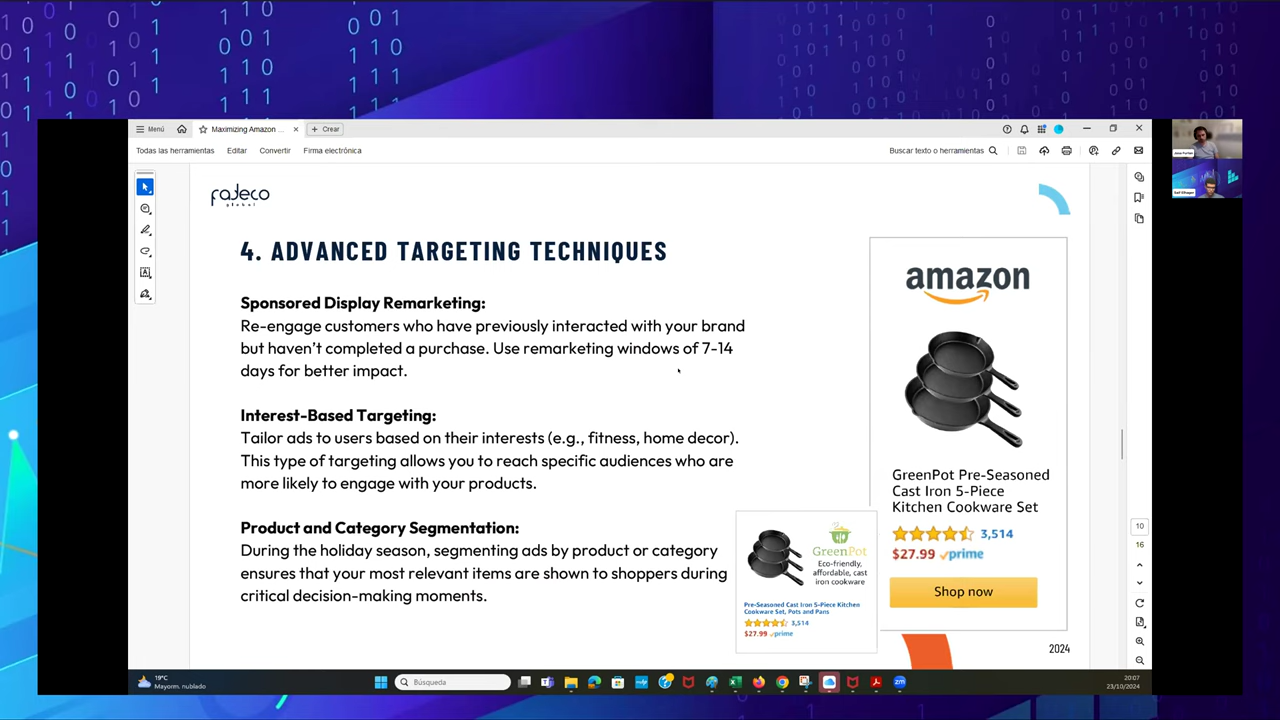 Menú
Maximizing Amazon ...
Crear
Todas las herramientas
Editar
Convertir
Firma electrónica
Buscar texto o herramientas
fadeco
global
4. ADVANCED TARGETING TECHNIQUES
Sponsored Display Remarketing:
Re-engage customers who have previously interacted with your brand
but haven't completed a purchase. Use remarketing windows of 7-14
days for better impact.
Interest-Based Targeting:
Tailor ads to users based on their interests (e.g., fitness, home decor).
This type of targeting allows you to reach specific audiences who are
more likely to engage with your products.
Product and Category Segmentation:
During the holiday season, segmenting ads by product or category
ensures that your most relevant items are shown to shoppers during
critical decision-making moments.
amazon
GreenPot Pre-Seasoned
Cast Iron 5-Piece
Kitchen Cookware Set
3,514
$27.99 prime
Shop now
GreenPot
Eco-friendly,
affordable, cast
iron cookware
Pre-Seasoned Cast Iron 5-Piece Kitchen
Cookware Set, Pots and Pans
3,514
$27.99 prime
2024
10
16
19°C
Mayorm. nublado
Búsqueda
20:07
23/10/2024